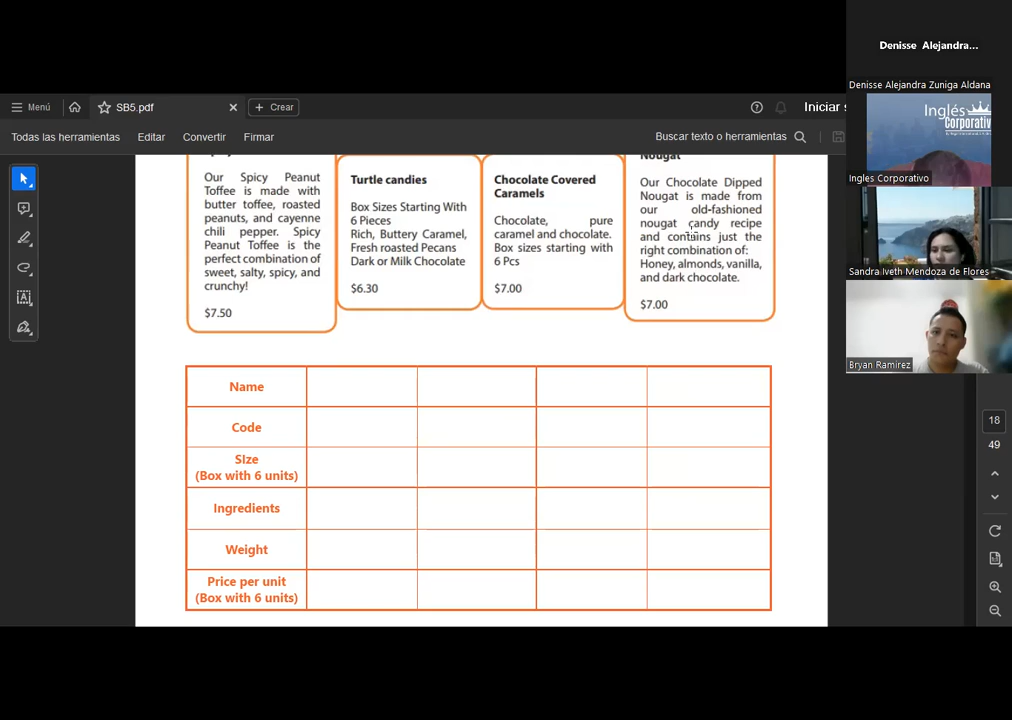 Denisse Alejandra...
Denisse Alejandra Zuniga Aldana
Inglés
Corporativo
Ingles Corporativo
Sandra Iveth Mendoza de Flores
Bryan Ramirez
Menú
SB5.pdf
Crear
Iniciar s
Todas las herramientas
Editar
Convertir
Firmar
Buscar texto o herramientas
Our Spicy Peanut
Toffee is made with
butter toffee, roasted
peanuts, and cayenne
chili pepper. Spicy
Peanut Toffee is the
perfect combination of
sweet, salty, spicy, and
crunchy!
$7.50
Turtle candies
Box Sizes Starting With
6 Pieces
Rich, Buttery Caramel,
Fresh roasted Pecans
Dark or Milk Chocolate
$6.30
Chocolate Covered
Caramels
Chocolate, pure
caramel and chocolate.
Box sizes starting with
6 Pcs
$7.00
Nougat
Our Chocolate Dipped
Nougat is made from
our old-fashioned
nougat candy recipe
and contains just the
right combination of:
Honey, almonds, vanilla,
and dark chocolate.
$7.00
Name
Code
SIze
(Box with 6 units)
Ingredients
Weight
Price per unit
(Box with 6 units)
18
49